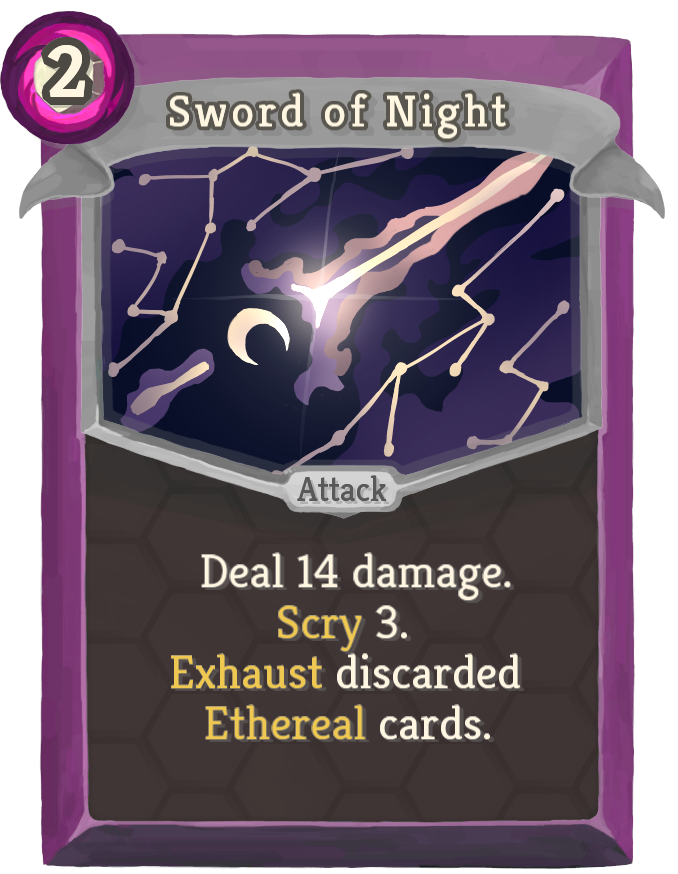 2
Sword of Night
Attack
Deal 14 damage.
Scry 3.
Exhaust discarded
Ethereal cards.